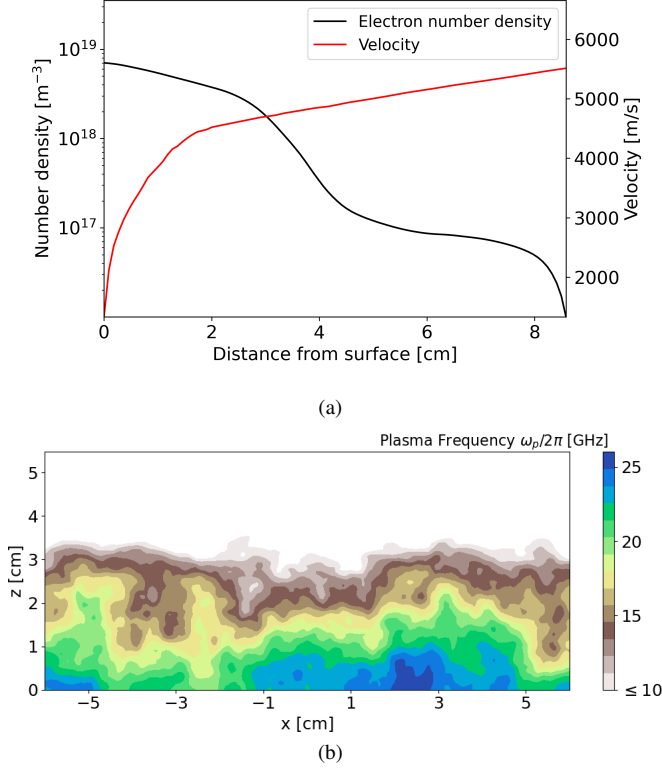 Electron number density
Velocity
10^19
10^18
10^17
Number density [m^−3]
6000
5000
4000
3000
2000
Velocity [m/s]
0 2 4 6 8
Distance from surface [cm]
(a)
Plasma Frequency ω_p/2π [GHz]
5
4
3
2
1
0
z [cm]
−5 −3 −1 1 3 5
x [cm]
25
20
15
≤ 10
(b)